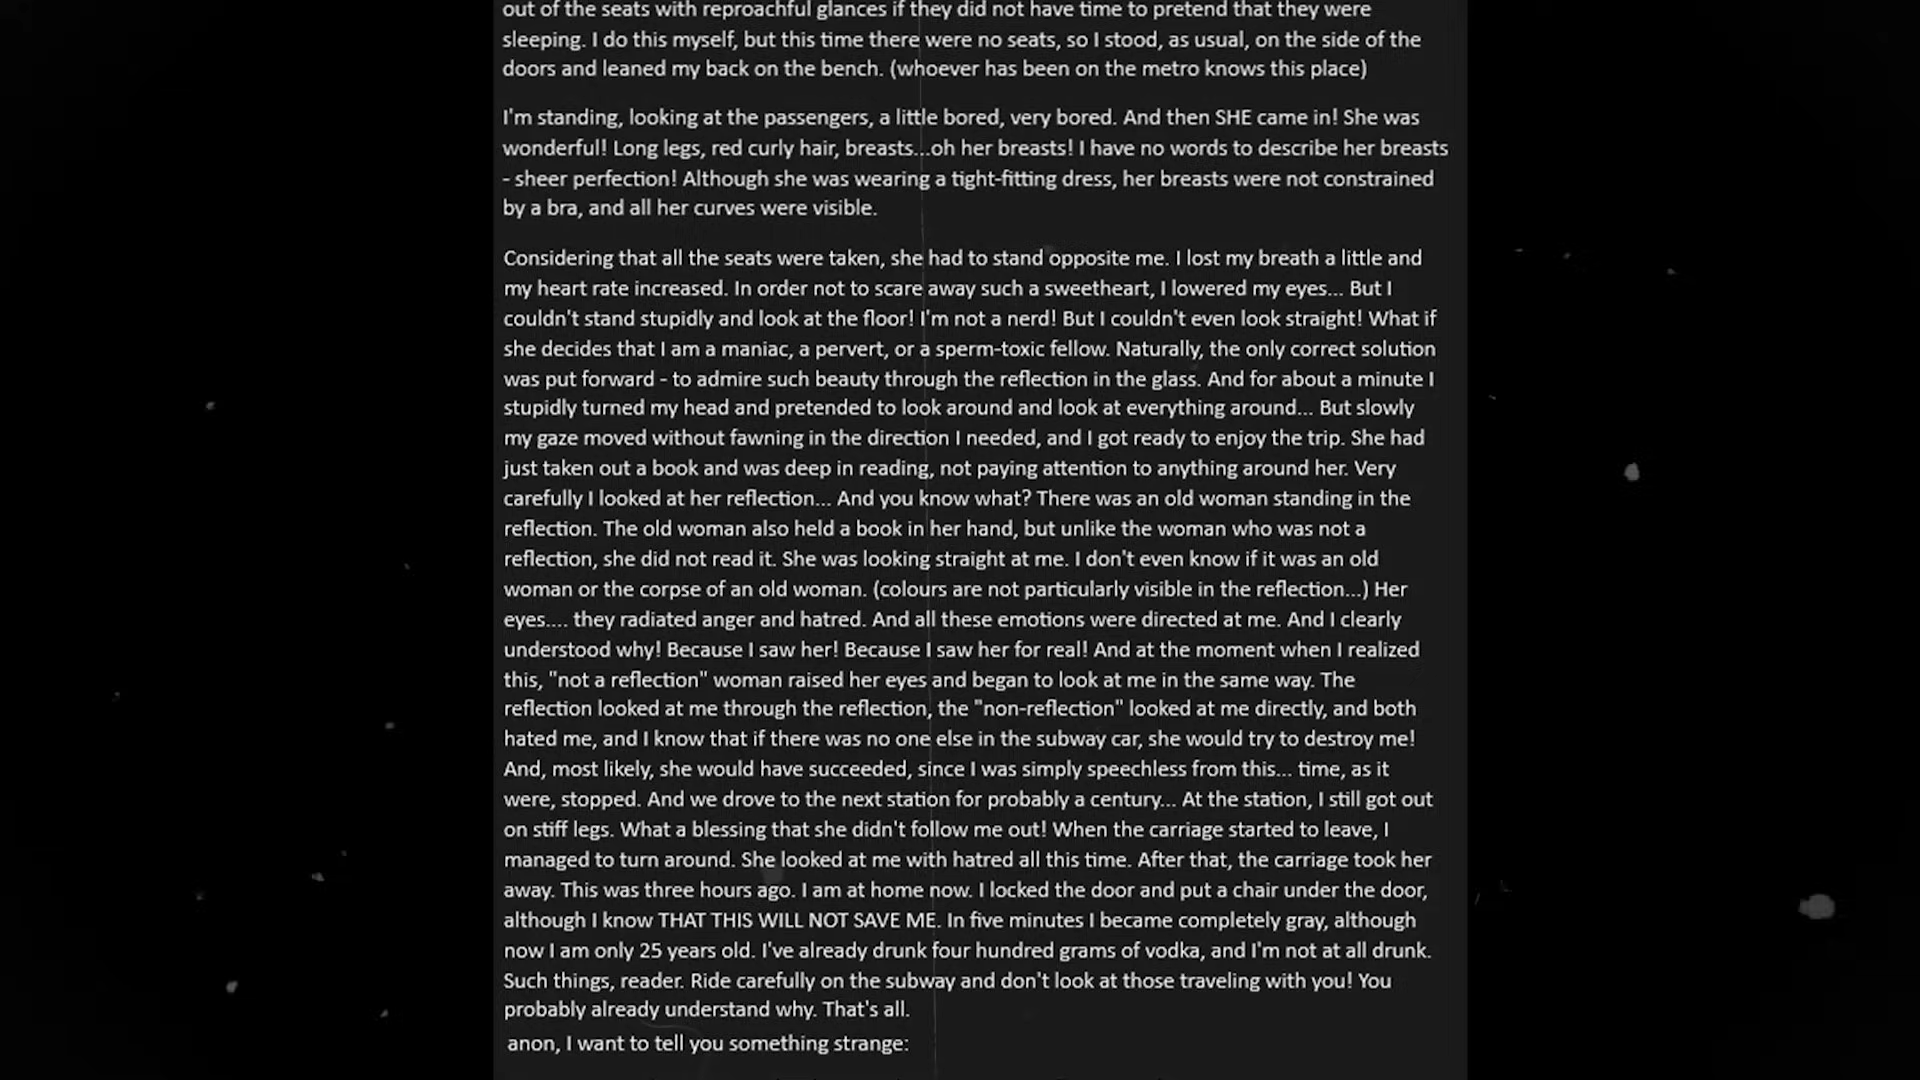 out of the seats with reproachful glances if they did not have time to pretend that they were
sleeping. I do this myself, but this time there were no seats, so I stood, as usual, on the side of the
doors and leaned my back on the bench. (whoever has been on the metro knows this place)
I'm standing, looking at the passengers, a little bored, very bored. And then SHE came in! She was
wonderful! Long legs, red curly hair, breasts...oh her breasts! I have no words to describe her breasts
- sheer perfection! Although she was wearing a tight-fitting dress, her breasts were not constrained
by a bra, and all her curves were visible.
Considering that all the seats were taken, she had to stand opposite me. I lost my breath a little and
my heart rate increased. In order not to scare away such a sweetheart, I lowered my eyes... But I
couldn't stand stupidly and look at the floor! I'm not a nerd! But I couldn't even look straight! What if
she decides that I am a maniac, a pervert, or a sperm-toxic fellow. Naturally, the only correct solution
was put forward - to admire such beauty through the reflection in the glass. And for about a minute I
stupidly turned my head and pretended to look around and look at everything around... But slowly
my gaze moved without fawning in the direction I needed, and I got ready to enjoy the trip. She had
just taken out a book and was deep in reading, not paying attention to anything around her. Very
carefully I looked at her reflection... And you know what? There was an old woman standing in the
reflection. The old woman also held a book in her hand, but unlike the woman who was not a
reflection, she did not read it. She was looking straight at me. I don't even know if it was an old
woman or the corpse of an old woman. (colours are not particularly visible in the reflection...) Her
eyes.... they radiated anger and hatred. And all these emotions were directed at me. And I clearly
understood why! Because I saw her! Because I saw her for real! And at the moment when I realized
this, "not a reflection" woman raised her eyes and began to look at me in the same way. The
reflection looked at me through the reflection, the "non-reflection" looked at me directly, and both
hated me, and I know that if there was no one else in the subway car, she would try to destroy me!
And, most likely, she would have succeeded, since I was simply speechless from this... time, as it
were, stopped. And we drove to the next station for probably a century... At the station, I still got out
on stiff legs. What a blessing that she didn't follow me out! When the carriage started to leave, I
managed to turn around. She looked at me with hatred all this time. After that, the carriage took her
away. This was three hours ago. I am at home now. I locked the door and put a chair under the door,
although I know THAT THIS WILL NOT SAVE ME. In five minutes I became completely gray, although
now I am only 25 years old. I've already drunk four hundred grams of vodka, and I'm not at all drunk.
Such things, reader. Ride carefully on the subway and don't look at those traveling with you! You
probably already understand why. That's all.
anon, I want to tell you something strange: